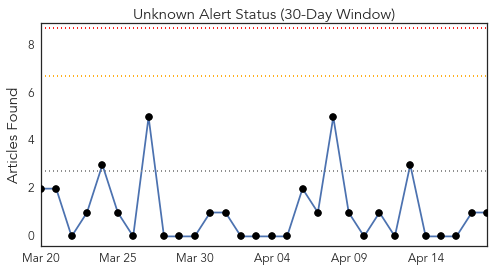 Unknown Alert Status (30-Day Window)
Articles Found
8
6
4
2
0
Mar 20 Mar 25 Mar 30 Apr 04 Apr 09 Apr 14